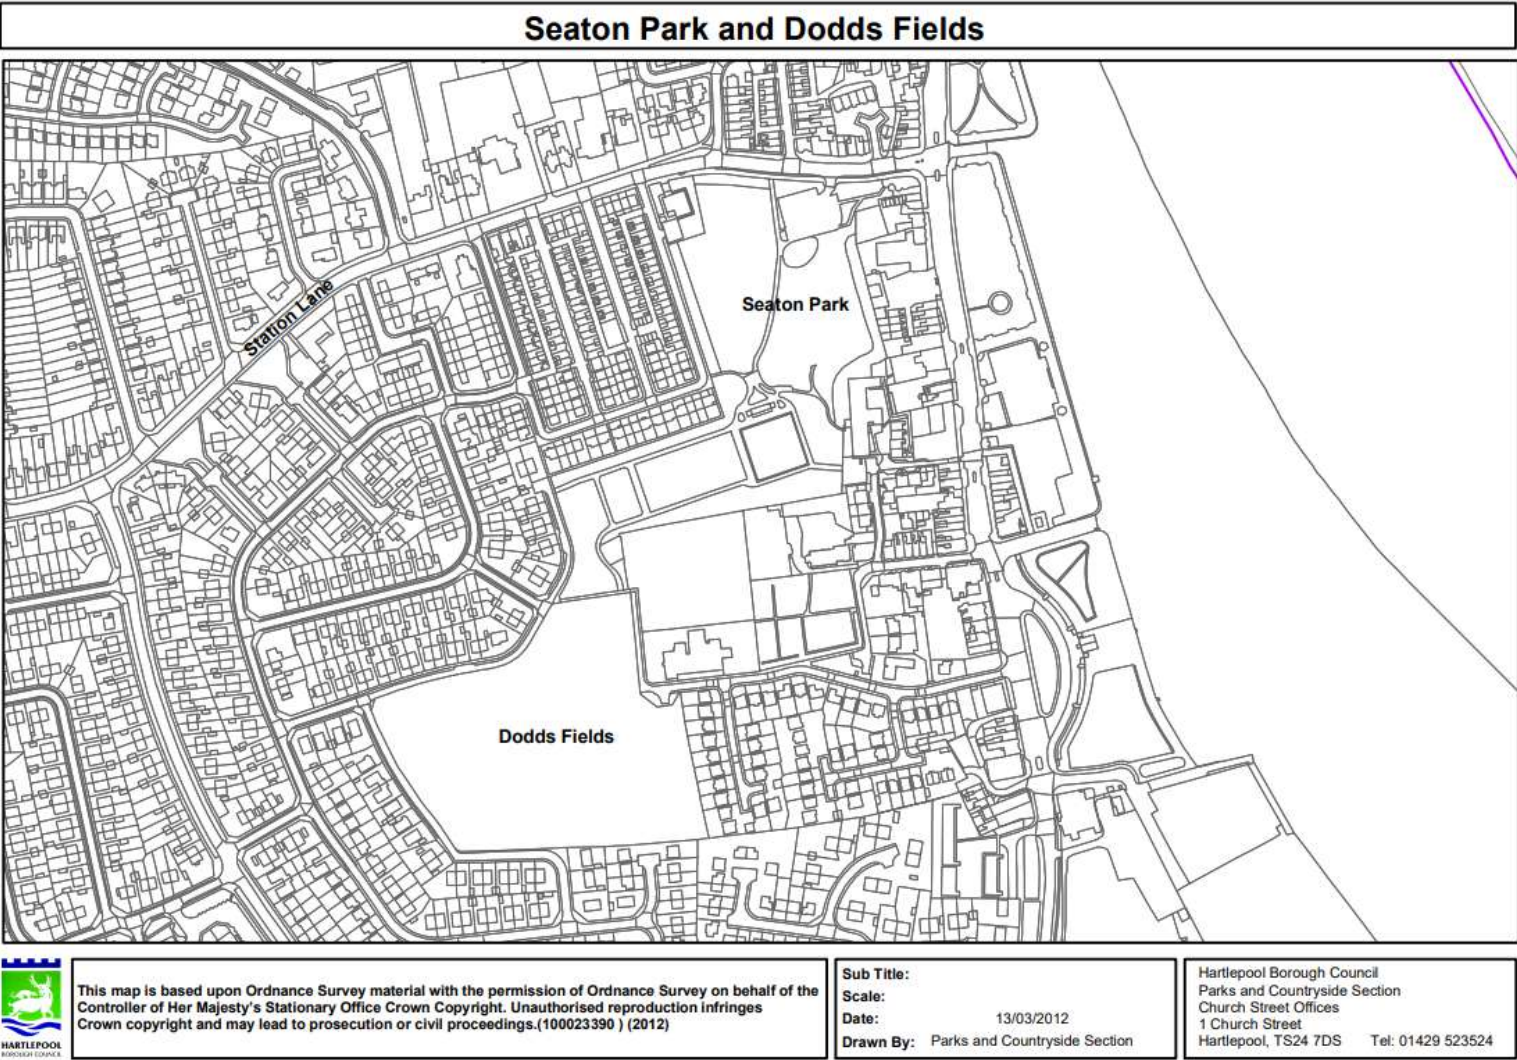 Seaton Park and Dodds Fields
Station Lane
Seaton Park
Dodds Fields
HARTLEPOOL
BOROUGH COUNCIL
This map is based upon Ordnance Survey material with the permission of Ordnance Survey on behalf of the
Controller of Her Majesty's Stationary Office Crown Copyright. Unauthorised reproduction infringes
Crown copyright and may lead to prosecution or civil proceedings.(100023390 ) (2012)
Sub Title:
Scale:
Date: 13/03/2012
Drawn By: Parks and Countryside Section
Hartlepool Borough Council
Parks and Countryside Section
Church Street Offices
1 Church Street
Hartlepool, TS24 7DS Tel: 01429 523524